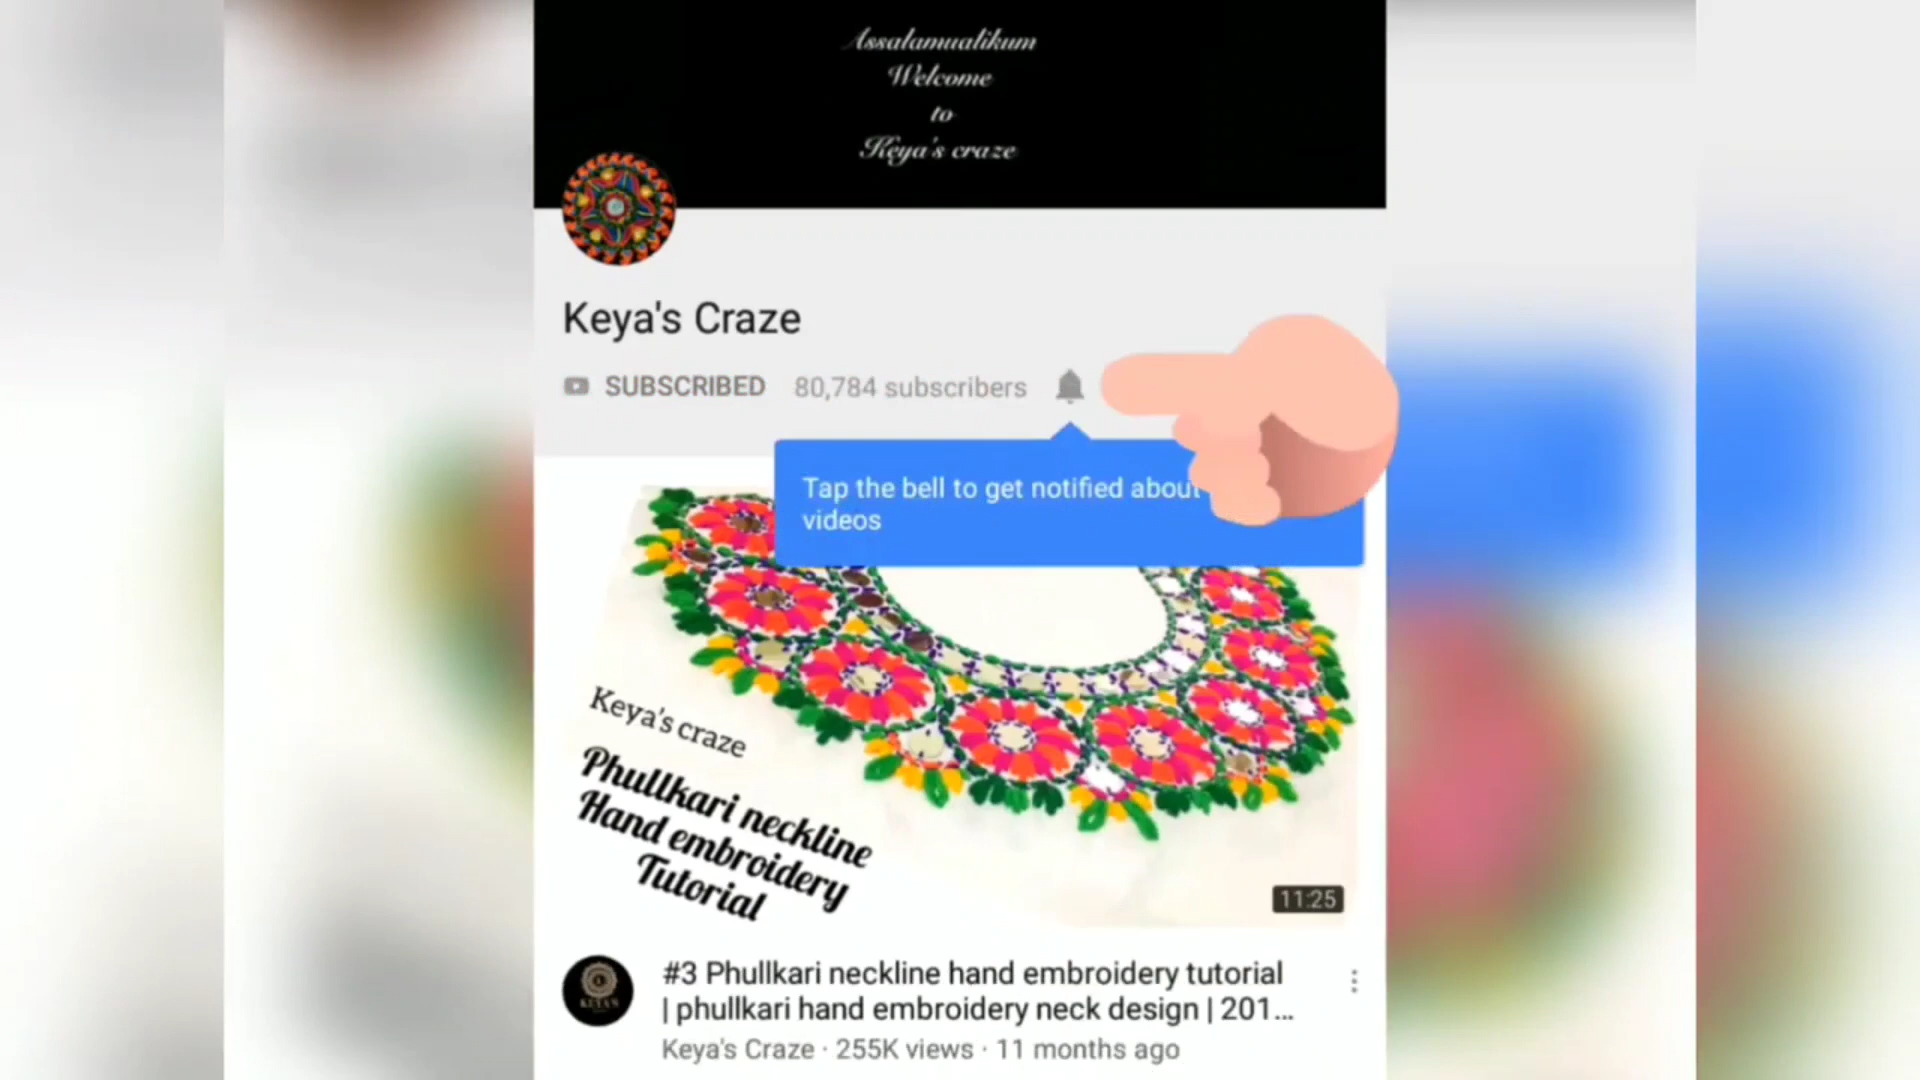 Assalamualikum
Welcome
to
Keya's craze
Keya's Craze
SUBSCRIBED 80,784 subscribers
Tap the bell to get notified about
videos
Keya's craze
Phullkari neckline
Hand embroidery
Tutorial
11:25
#3 Phullkari neckline hand embroidery tutorial
| phullkari hand embroidery neck design | 201...
Keya's Craze · 255K views · 11 months ago